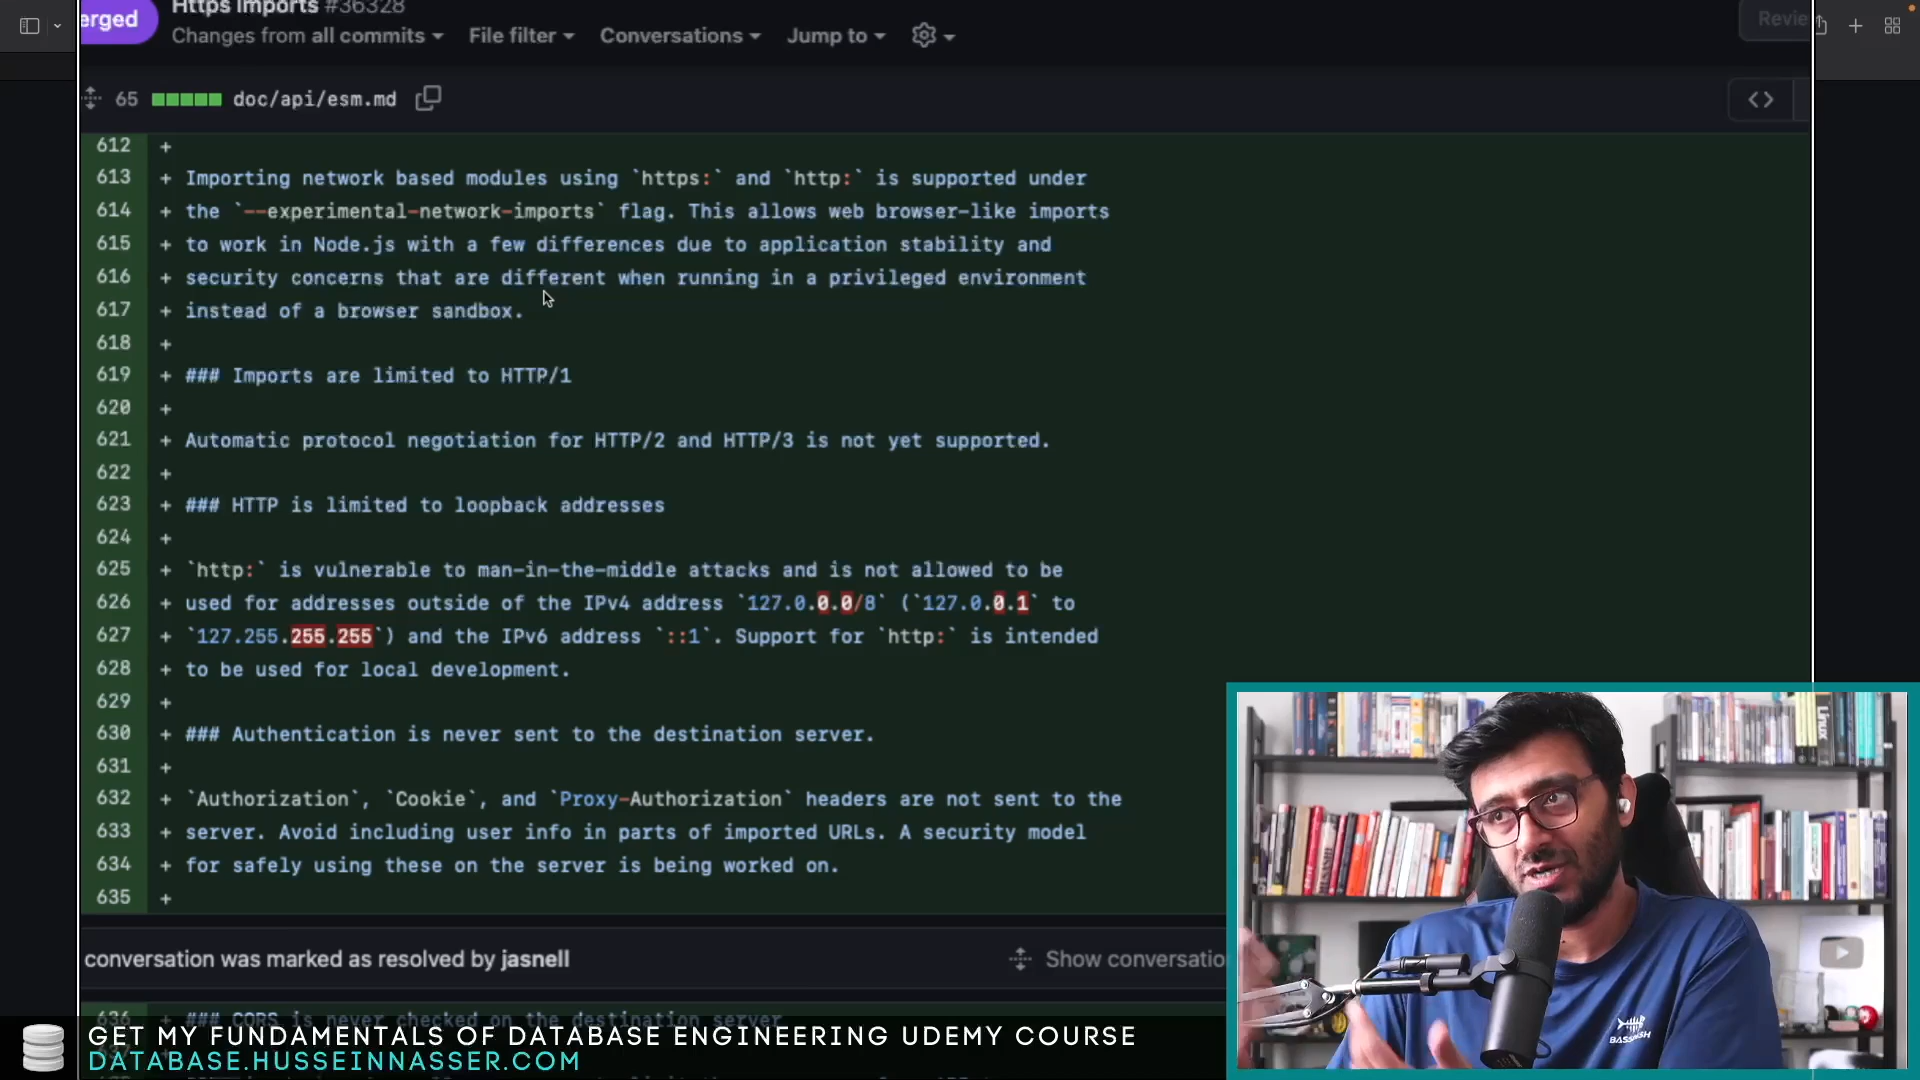 erged
Https Imports #36328
Changes from all commits
File filter
Conversations
Jump to
Revie
65
doc/api/esm.md
612 +
613 + Importing network based modules using `https:` and `http:` is supported under
614 + the `--experimental-network-imports` flag. This allows web browser-like imports
615 + to work in Node.js with a few differences due to application stability and
616 + security concerns that are different when running in a privileged environment
617 + instead of a browser sandbox.
618 +
619 + ### Imports are limited to HTTP/1
620 +
621 + Automatic protocol negotiation for HTTP/2 and HTTP/3 is not yet supported.
622 +
623 + ### HTTP is limited to loopback addresses
624 +
625 + `http:` is vulnerable to man-in-the-middle attacks and is not allowed to be
626 + used for addresses outside of the IPv4 address `127.0.0.0/8` (`127.0.0.1` to
627 + `127.255.255.255`) and the IPv6 address `::1`. Support for `http:` is intended
628 + to be used for local development.
629 +
630 + ### Authentication is never sent to the destination server.
631 +
632 + `Authorization`, `Cookie`, and `Proxy-Authorization` headers are not sent to the
633 + server. Avoid including user info in parts of imported URLs. A security model
634 + for safely using these on the server is being worked on.
635 +
conversation was marked as resolved by jasnell
Show conversatio
636 + ### CORS is never checked on the destination server
GET MY FUNDAMENTALS OF DATABASE ENGINEERING UDEMY COURSE
DATABASE.HUSSEINNASSER.COM
Linux